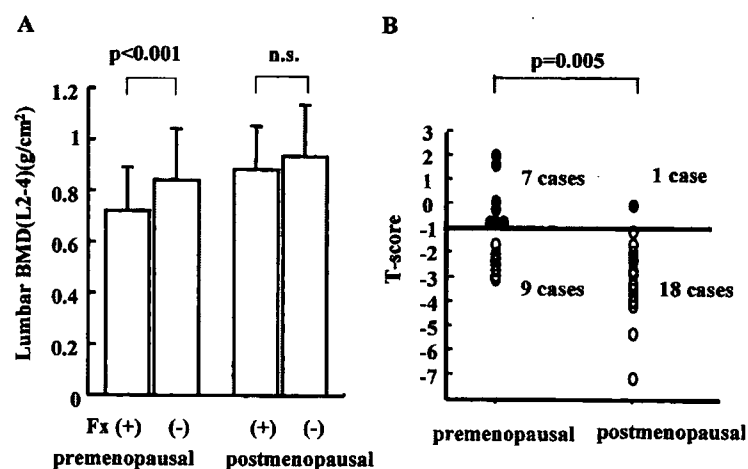 A
p<0.001
n.s.
Lumbar BMD(L2-4)(g/cm²)
1.2
1
0.8
0.6
0.4
0.2
0
Fx (+) (-) (+) (-)
premenopausal postmenopausal
B
p=0.005
T-score
3
2
1
0
-1
-2
-3
-4
-5
-6
-7
7 cases 1 case
9 cases 18 cases
premenopausal postmenopausal